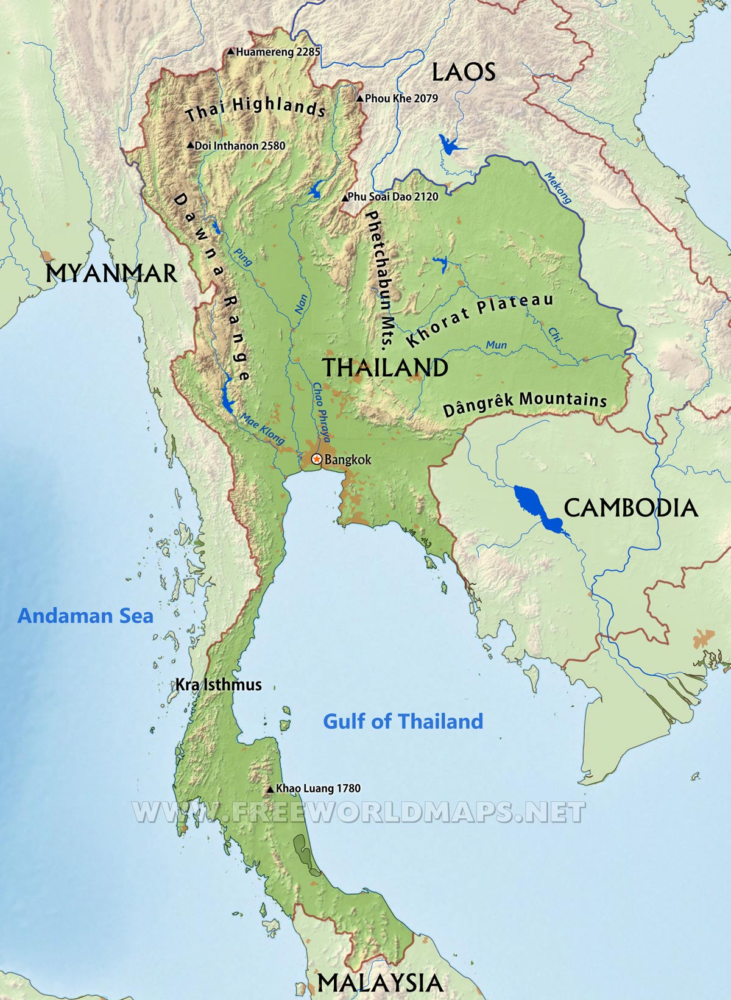 Huamereng 2285
LAOS
Phou Khe 2079
Thai Highlands
Doi Inthanon 2580
Mekong
Phu Soai Dao 2120
Dawna Range
Phetchabun Mts.
Ping
MYANMAR
Nan
Khorat Plateau
Chi
Mun
THAILAND
Chao Phraya
Dângrêk Mountains
Mae Klong
Bangkok
CAMBODIA
Andaman Sea
Kra Isthmus
Gulf of Thailand
Khao Luang 1780
WWW.FREEWORLDMAPS.NET
MALAYSIA